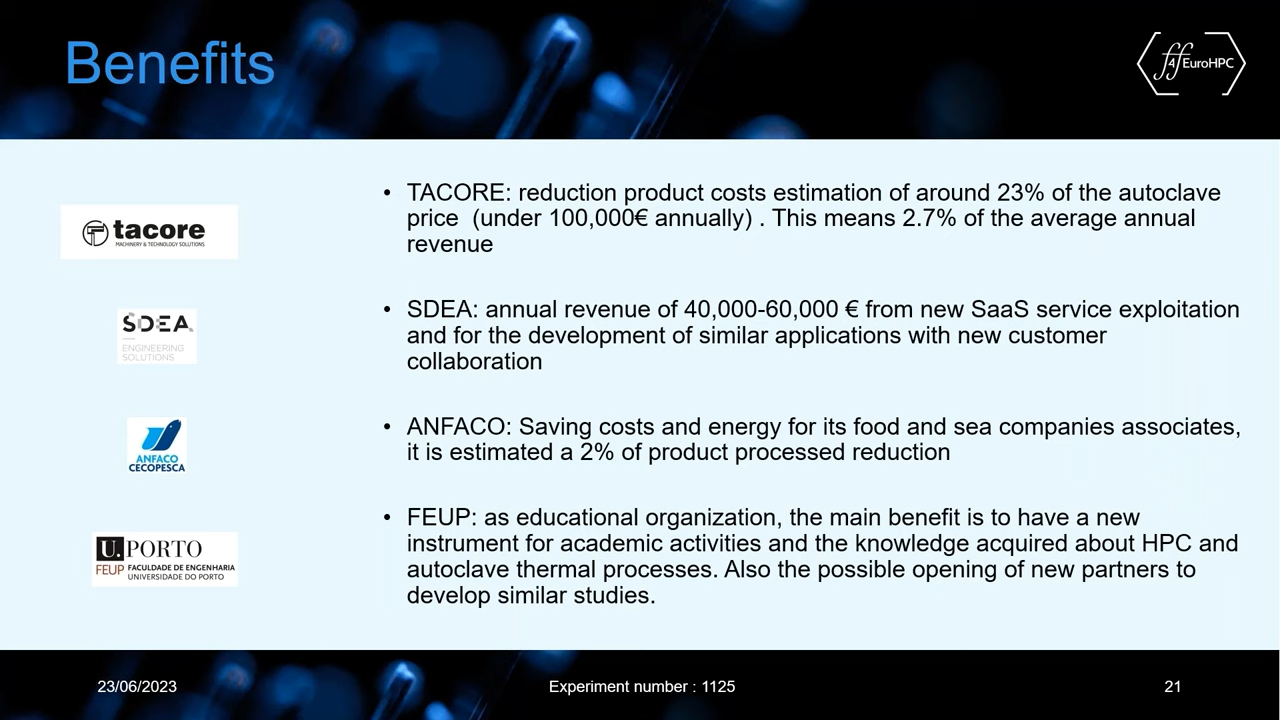 Benefits
ff4EuroHPC
tacore
MACHINERY & TECHNOLOGY SOLUTIONS
• TACORE: reduction product costs estimation of around 23% of the autoclave
price (under 100,000€ annually) . This means 2.7% of the average annual
revenue
SDEA
ENGINEERING
SOLUTIONS
• SDEA: annual revenue of 40,000-60,000 € from new SaaS service exploitation
and for the development of similar applications with new customer
collaboration
ANFACO
CECOPESCA
• ANFACO: Saving costs and energy for its food and sea companies associates,
it is estimated a 2% of product processed reduction
U.PORTO
FEUP FACULDADE DE ENGENHARIA
UNIVERSIDADE DO PORTO
• FEUP: as educational organization, the main benefit is to have a new
instrument for academic activities and the knowledge acquired about HPC and
autoclave thermal processes. Also the possible opening of new partners to
develop similar studies.
23/06/2023
Experiment number : 1125
21